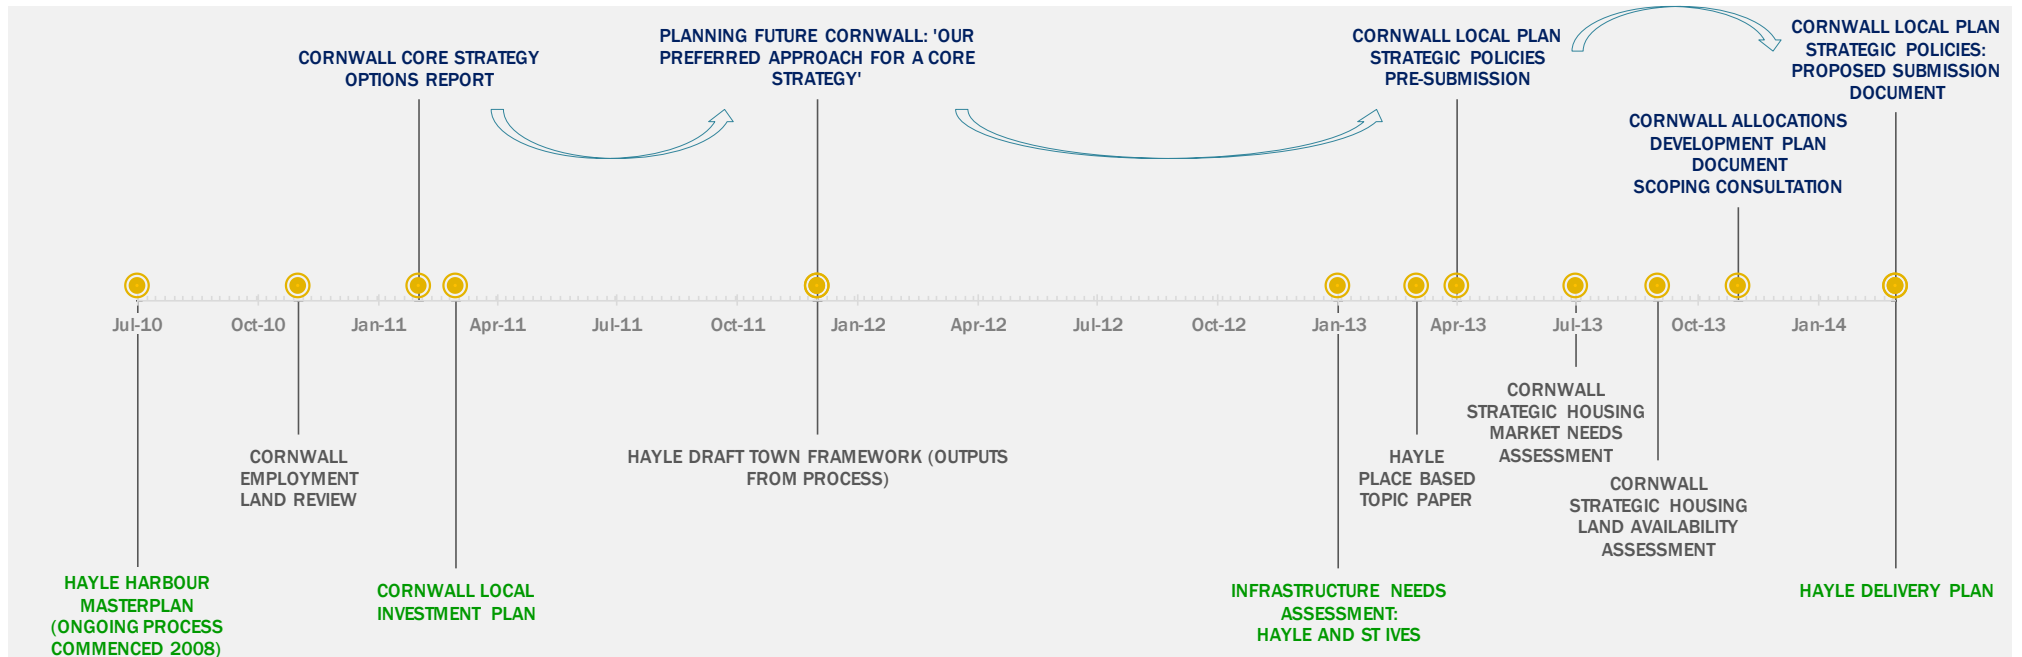 CORNWALL CORE STRATEGY
OPTIONS REPORT
PLANNING FUTURE CORNWALL: 'OUR
PREFERRED APPROACH FOR A CORE
STRATEGY'
CORNWALL LOCAL PLAN
STRATEGIC POLICIES
PRE-SUBMISSION
CORNWALL LOCAL PLAN
STRATEGIC POLICIES:
PROPOSED SUBMISSION
DOCUMENT
CORNWALL ALLOCATIONS
DEVELOPMENT PLAN
DOCUMENT
SCOPING CONSULTATION
Jul-10
Oct-10
Jan-11
Apr-11
Jul-11
Oct-11
Jan-12
Apr-12
Jul-12
Oct-12
Jan-13
Apr-13
Jul-13
Oct-13
Jan-14
CORNWALL
EMPLOYMENT
LAND REVIEW
HAYLE DRAFT TOWN FRAMEWORK (OUTPUTS
FROM PROCESS)
HAYLE
PLACE BASED
TOPIC PAPER
CORNWALL
STRATEGIC HOUSING
MARKET NEEDS
ASSESSMENT
CORNWALL
STRATEGIC HOUSING
LAND AVAILABILITY
ASSESSMENT
HAYLE HARBOUR
MASTERPLAN
(ONGOING PROCESS
COMMENCED 2008)
CORNWALL LOCAL
INVESTMENT PLAN
INFRASTRUCTURE NEEDS
ASSESSMENT:
HAYLE AND ST IVES
HAYLE DELIVERY PLAN